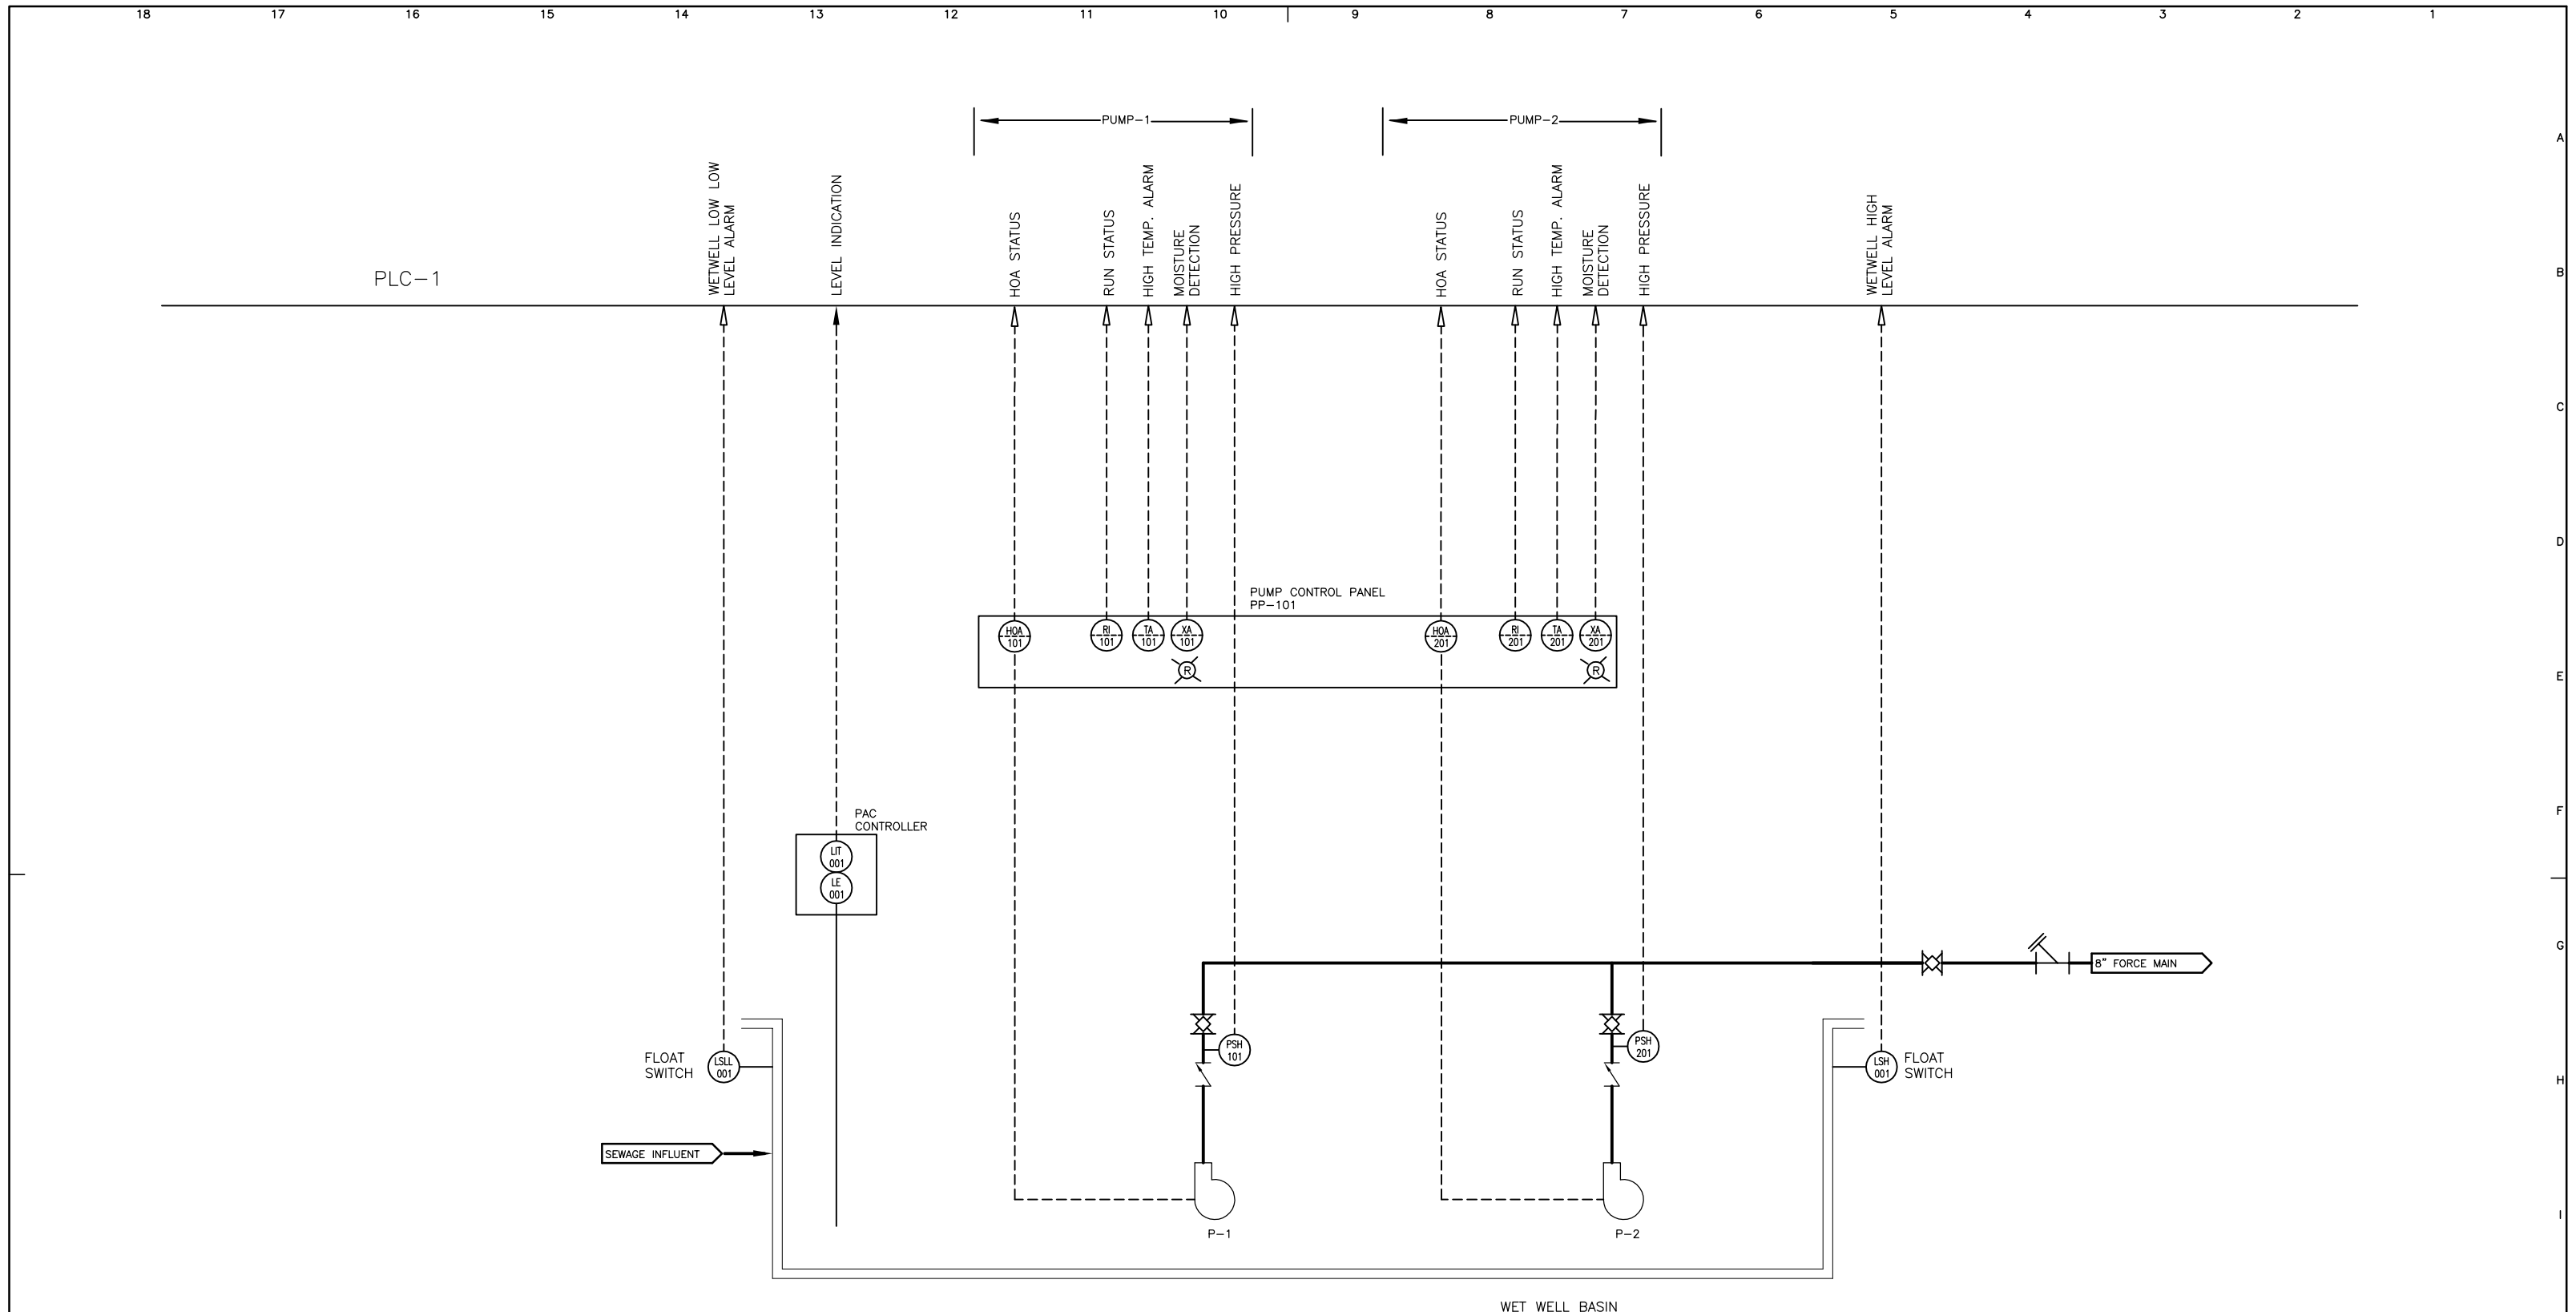 18 17 16 15 14 13 12 11 10 9 8 7 6 5 4 3 2 1
PUMP-1
PUMP-2
A
WETWELL LOW LOW
LEVEL ALARM
LEVEL INDICATION
HOA STATUS
RUN STATUS
HIGH TEMP. ALARM
MOISTURE
DETECTION
HIGH PRESSURE
HOA STATUS
RUN STATUS
HIGH TEMP. ALARM
MOISTURE
DETECTION
HIGH PRESSURE
WETWELL HIGH
LEVEL ALARM
PLC-1
B
C
D
PUMP CONTROL PANEL
PP-101
HOA
101
RI
101
TA
101
XA
101
R
HOA
201
RI
201
TA
201
XA
201
R
E
PAC
CONTROLLER
F
LIT
001
LE
001
G
8" FORCE MAIN
PSH
101
PSH
201
FLOAT
SWITCH
LSLL
001
LSH
001
FLOAT
SWITCH
H
SEWAGE INFLUENT
P-1
P-2
I
WET WELL BASIN